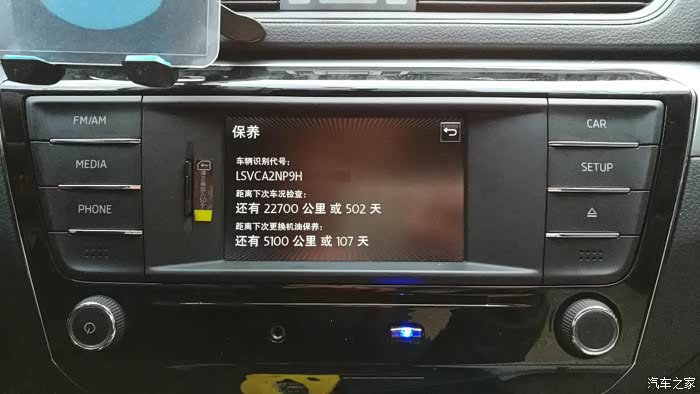 FM/AM
MEDIA
PHONE
保养
车辆识别代号:
LSVCA2NP9H
距离下次车况检查:
还有 22700 公里 或 502 天
距离下次更换机油保养:
还有 5100 公里 或 107 天
CAR
SETUP
汽车之家